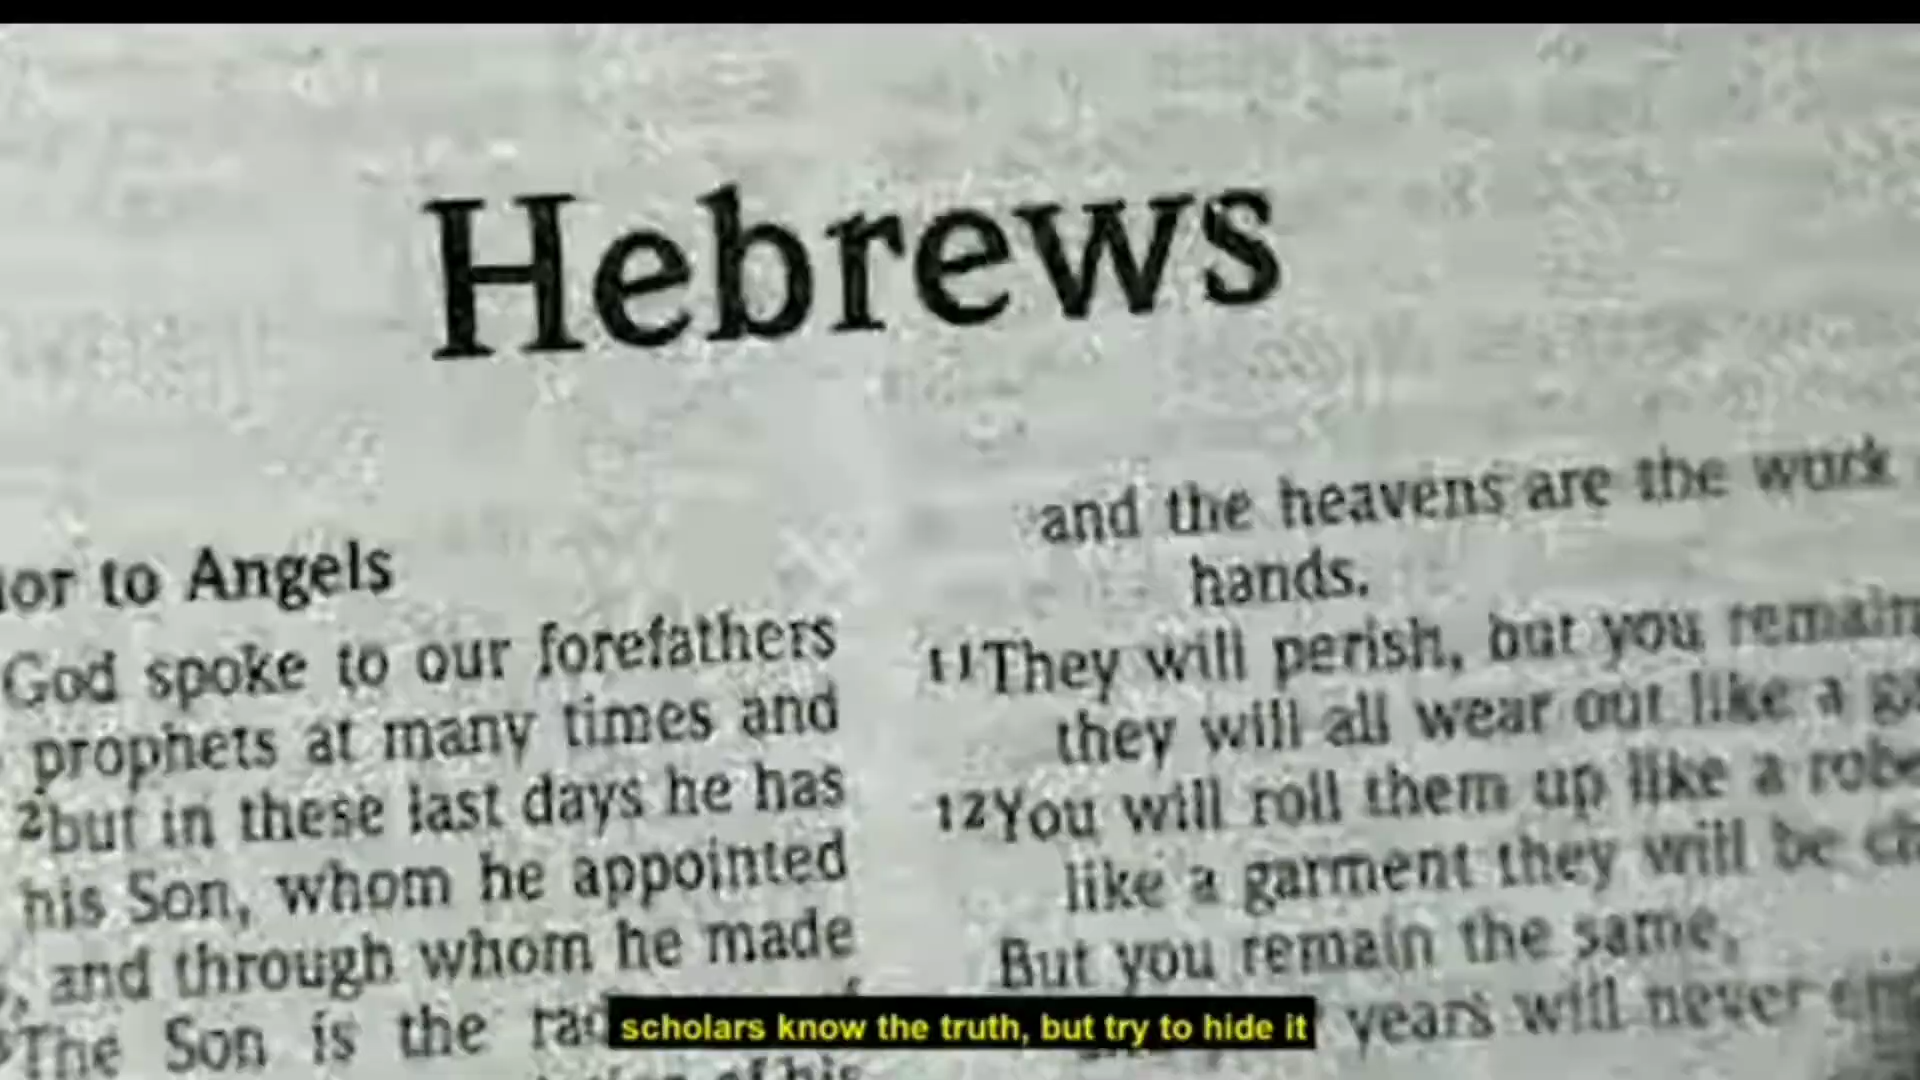 Hebrews
ior to Angels
God spoke to our forefathers
prophets at many times and
2but in these last days he has
his Son, whom he appointed
, and through whom he made
The Son is the
of his
and the heavens are the work
hands.
11They will perish, but you remain
they will all wear out like a
12You will roll them up like a robe
like a garment they will be
But you remain the same,
years will never
scholars know the truth, but try to hide it